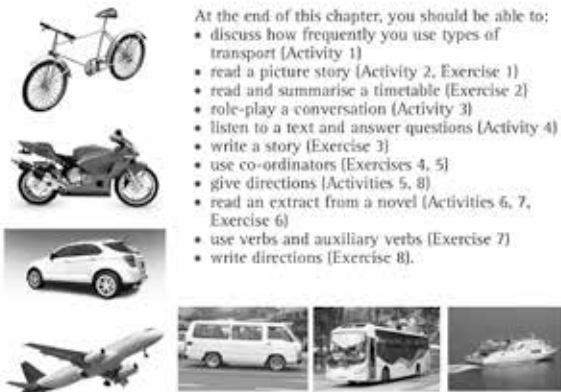 At the end of this chapter, you should be able to:
• discuss how frequently you use types of
transport (Activity 1)
• read a picture story (Activity 2, Exercise 1)
• read and summarise a timetable (Exercise 2)
• role-play a conversation (Activity 3)
• listen to a text and answer questions (Activity 4)
• write a story (Exercise 3)
• use co-ordinators (Exercises 4, 5)
• give directions (Activities 5, 8)
• read an extract from a novel (Activities 6, 7,
Exercise 6)
• use verbs and auxiliary verbs (Exercise 7)
• write directions (Exercise 8).